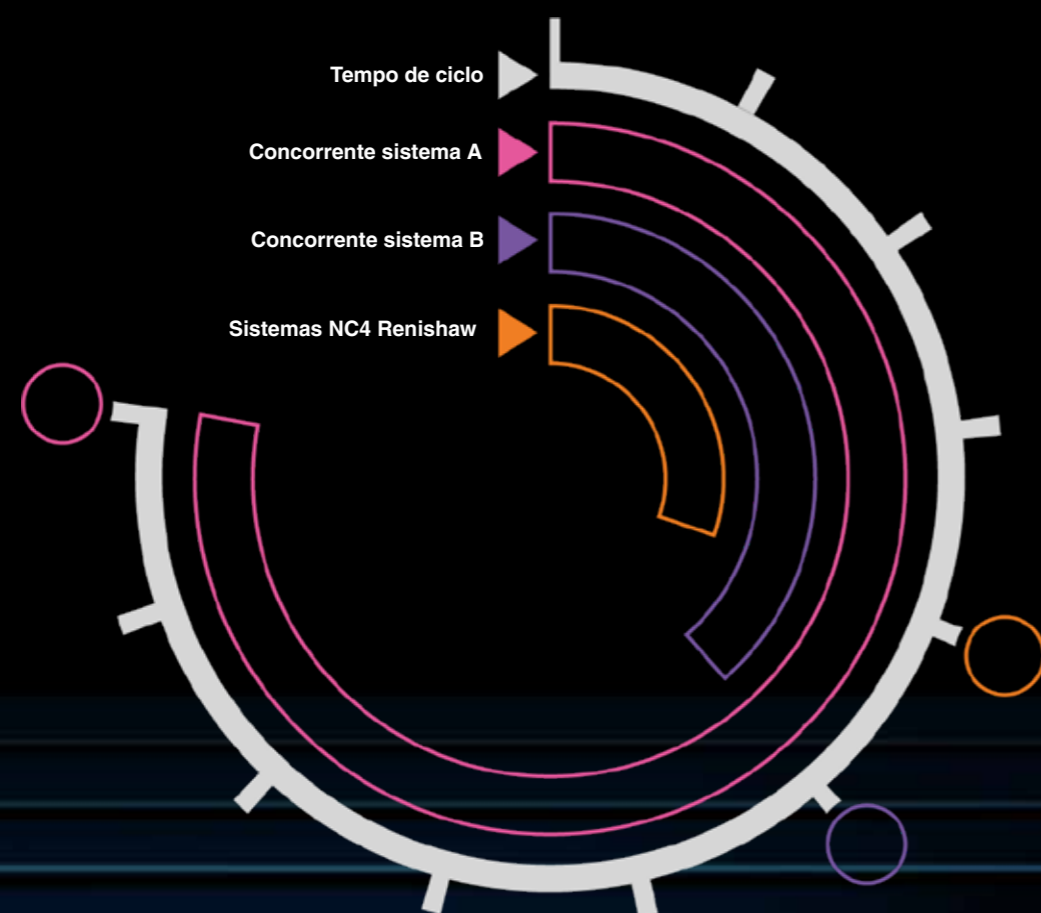 Tempo de ciclo
Concorrente sistema A
Concorrente sistema B
Sistemas NC4 Renishaw